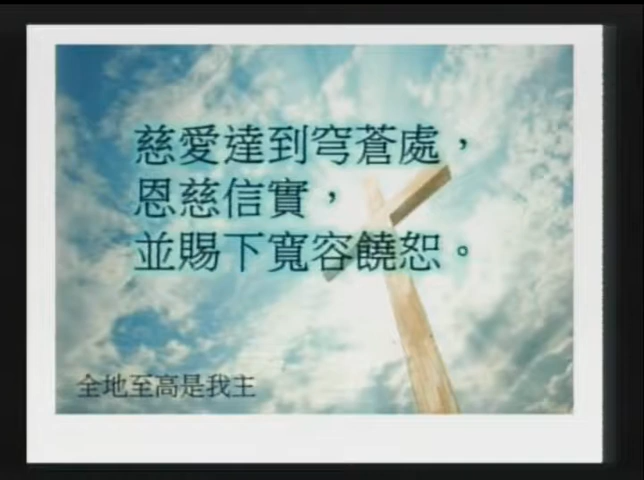 慈愛達到穹蒼處，
恩慈信實，
並賜下寬容饒恕。
全地至高是我主